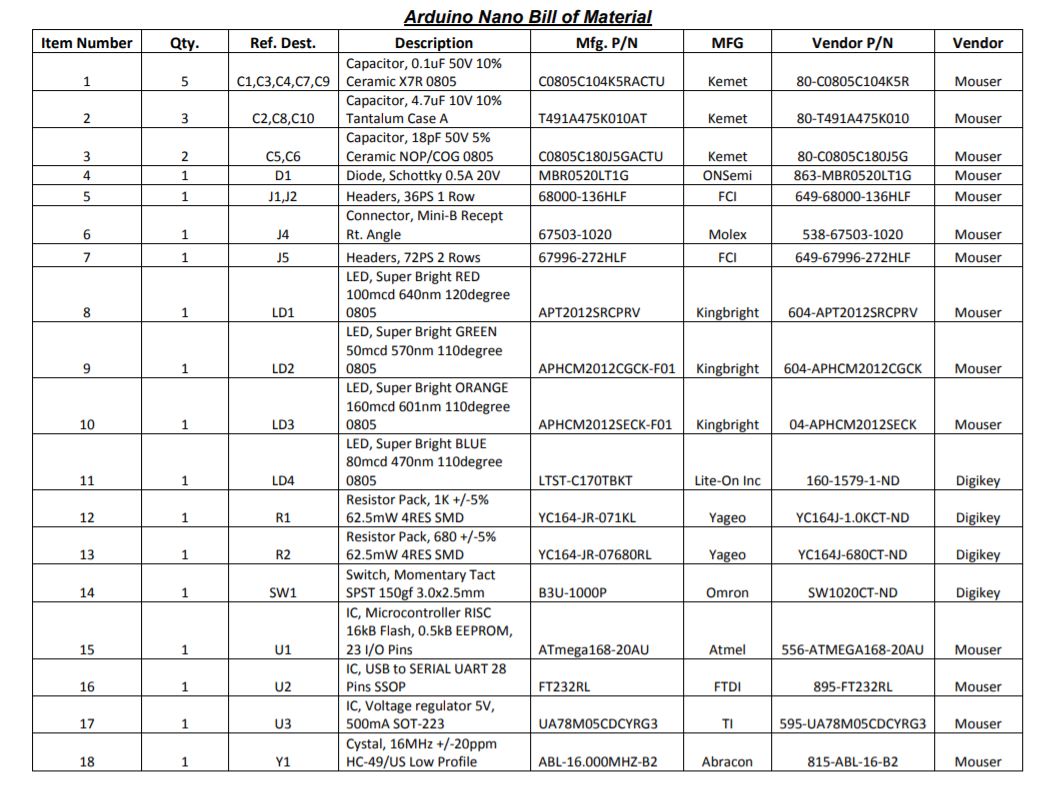 Arduino Nano Bill of Material
Item Number Qty. Ref. Dest. Description Mfg. P/N MFG Vendor P/N Vendor
Capacitor, 0.1uF 50V 10%
1 5 C1,C3,C4,C7,C9 Ceramic X7R 0805 C0805C104K5RACTU Kemet 80-C0805C104K5R Mouser
Capacitor, 4.7uF 10V 10%
2 3 C2,C8,C10 Tantalum Case A T491A475K010AT Kemet 80-T491A475K010 Mouser
Capacitor, 18pF 50V 5%
3 2 C5,C6 Ceramic NOP/COG 0805 C0805C180J5GACTU Kemet 80-C0805C180J5G Mouser
4 1 D1 Diode, Schottky 0.5A 20V MBR0520LT1G ONSemi 863-MBR0520LT1G Mouser
5 1 J1,J2 Headers, 36PS 1 Row 68000-136HLF FCI 649-68000-136HLF Mouser
Connector, Mini-B Recept
6 1 J4 Rt. Angle 67503-1020 Molex 538-67503-1020 Mouser
7 1 J5 Headers, 72PS 2 Rows 67996-272HLF FCI 649-67996-272HLF Mouser
LED, Super Bright RED
100mcd 640nm 120degree
8 1 LD1 0805 APT2012SRCPRV Kingbright 604-APT2012SRCPRV Mouser
LED, Super Bright GREEN
50mcd 570nm 110degree
9 1 LD2 0805 APHCM2012CGCK-F01 Kingbright 604-APHCM2012CGCK Mouser
LED, Super Bright ORANGE
160mcd 601nm 110degree
10 1 LD3 0805 APHCM2012SECK-F01 Kingbright 04-APHCM2012SECK Mouser
LED, Super Bright BLUE
80mcd 470nm 110degree
11 1 LD4 0805 LTST-C170TBKT Lite-On Inc 160-1579-1-ND Digikey
Resistor Pack, 1K +/-5%
12 1 R1 62.5mW 4RES SMD YC164-JR-071KL Yageo YC164J-1.0KCT-ND Digikey
Resistor Pack, 680 +/-5%
13 1 R2 62.5mW 4RES SMD YC164-JR-07680RL Yageo YC164J-680CT-ND Digikey
Switch, Momentary Tact
14 1 SW1 SPST 150gf 3.0x2.5mm B3U-1000P Omron SW1020CT-ND Digikey
IC, Microcontroller RISC
16kB Flash, 0.5kB EEPROM,
15 1 U1 23 I/O Pins ATmega168-20AU Atmel 556-ATMEGA168-20AU Mouser
IC, USB to SERIAL UART 28
16 1 U2 Pins SSOP FT232RL FTDI 895-FT232RL Mouser
IC, Voltage regulator 5V,
17 1 U3 500mA SOT-223 UA78M05CDCYRG3 TI 595-UA78M05CDCYRG3 Mouser
Cystal, 16MHz +/-20ppm
18 1 Y1 HC-49/US Low Profile ABL-16.000MHZ-B2 Abracon 815-ABL-16-B2 Mouser